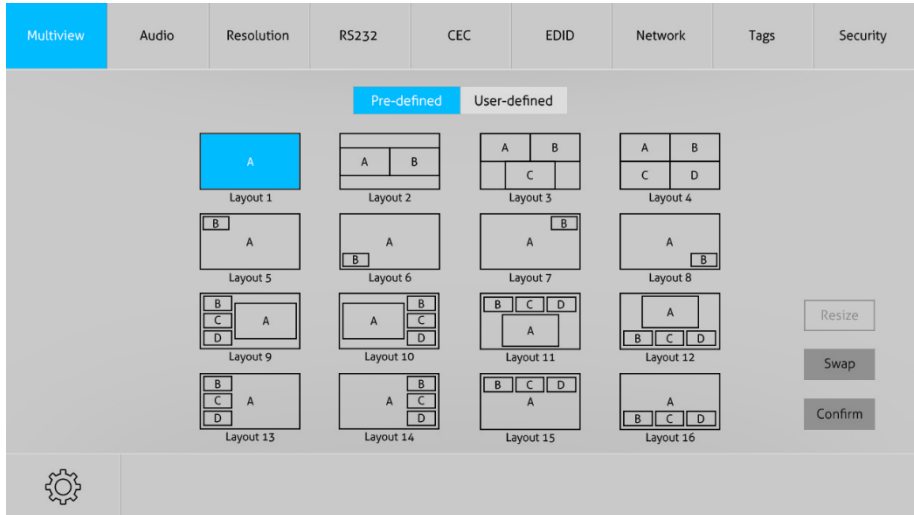 Multiview Audio Resolution RS232 CEC EDID Network Tags Security
Pre-defined User-defined
A
Layout 1
A B
Layout 2
A B
C
Layout 3
A B
C D
Layout 4
B
A
Layout 5
A
B
Layout 6
B
A
Layout 7
A
B
Layout 8
B
C A
D
Layout 9
B
A C
D
Layout 10
B C D
A
Layout 11
A
B C D
Layout 12
B
C A
D
Layout 13
B
A C
D
Layout 14
B C D
A
Layout 15
A
B C D
Layout 16
Resize
Swap
Confirm